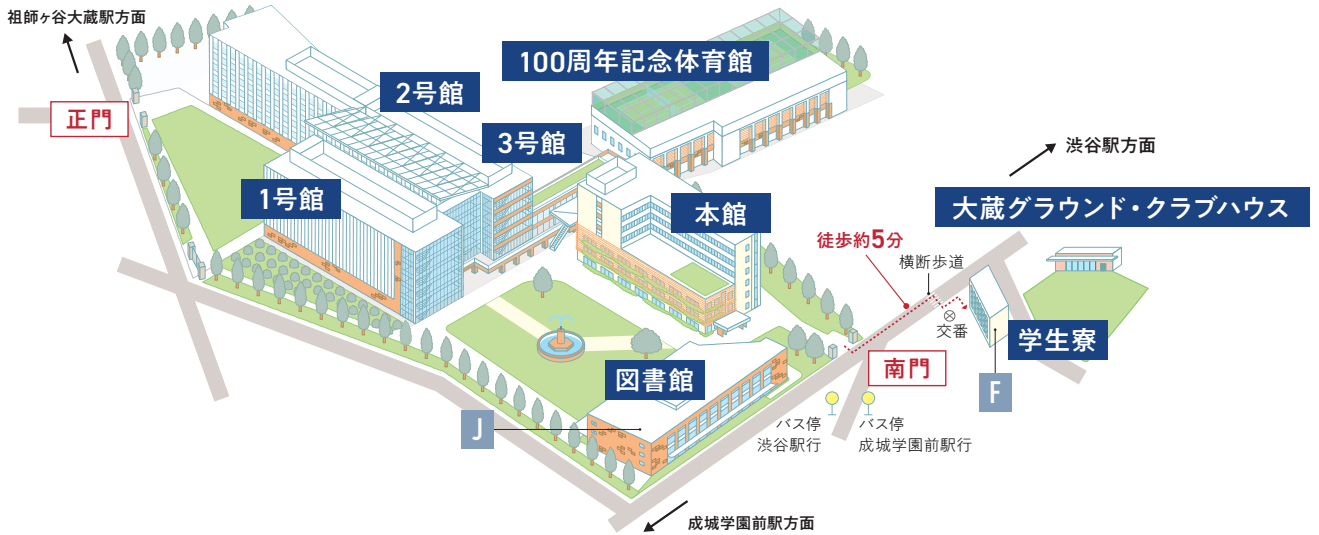 祖師ヶ谷大蔵駅方面
正門
100周年記念体育館
2号館
3号館
1号館
本館
渋谷駅方面
大蔵グラウンド・クラブハウス
徒歩約5分
横断歩道
交番
学生寮
南門
F
図書館
J
バス停
渋谷駅行
バス停
成城学園前駅行
成城学園前駅方面